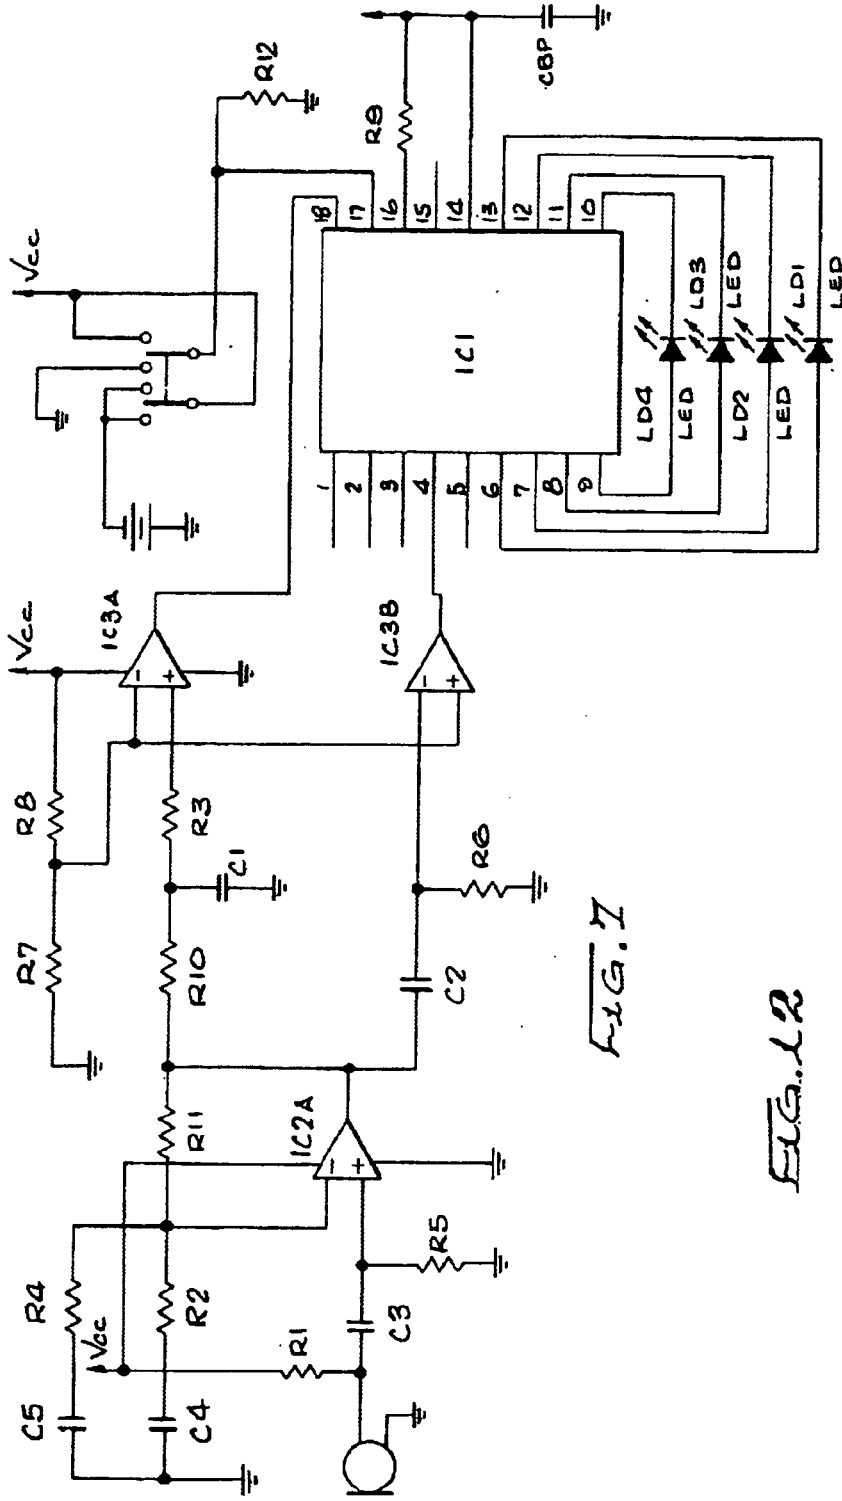 Vcc
R12
R9
CBP
18
17
16
15
14
13
12
11
10
IC1
1
2
3
4
5
6
7
8
9
LD4
LED
LD3
LED
LD2
LED
LD1
LED
Vcc
IC3A
-
+
IC3B
-
+
R8
R7
R3
C1
R10
R6
C2
R11
IC2A
-
+
R4
Vcc
R2
R1
C5
C4
C3
R5
FIG. 7
FIG. 12